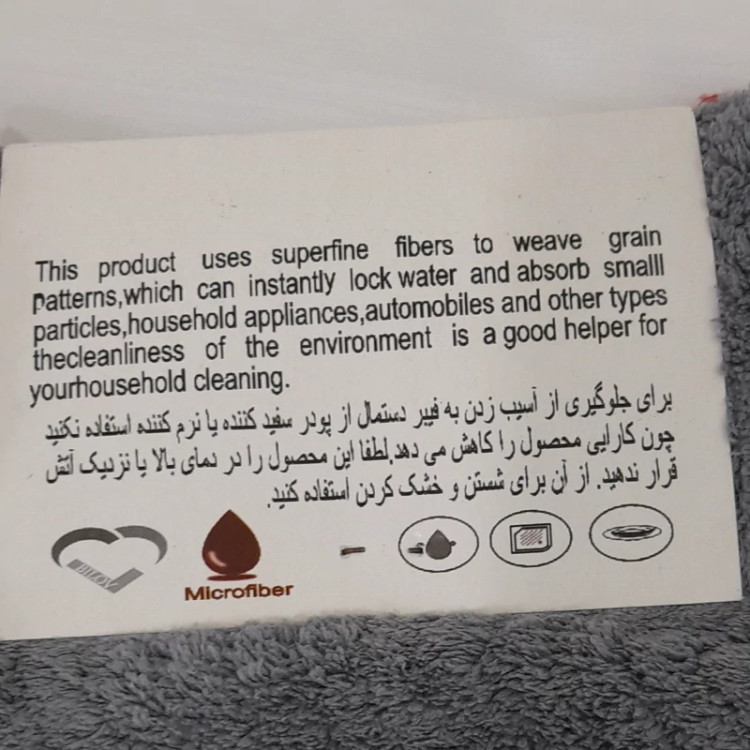 This product uses superfine fibers to weave grain
patterns,which can instantly lock water and absorb smalll
particles,household appliances,automobiles and other types
thecleanliness of the environment is a good helper for
yourhousehold cleaning.
برای جلوگیری از آسیب زدن به فیبر دستمال از پودر سفید کننده یا نرم کننده استفاده نکنید
چون کارایی محصول را کاهش می دهد.لطفا این محصول را در دمای بالا یا نزدیک آتش
قرار ندهید. از آن برای شستن و خشک کردن استفاده کنید.
Microfiber